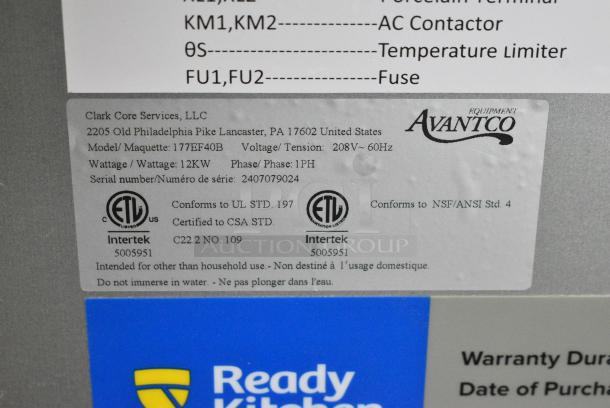 KM1,KM2--------------AC Contactor
θS-------------------------Temperature Limiter
FU1,FU2-----------------Fuse
Clark Core Services, LLC
2205 Old Philadelphia Pike Lancaster, PA 17602 United States
EQUIPMENT
AVANTCO
Model/ Maquette: 177EF40B Voltage/ Tension: 208V~ 60Hz
Wattage / Wattage: 12KW Phase/ Phase: 1PH
Serial number/Numéro de série: 2407079024
C ETL US
Intertek
5005951
Conforms to UL STD. 197
Certified to CSA STD.
C22.2 NO. 109
ETL
Intertek
5005951
Conforms to NSF/ANSI Std. 4
AUCTION GROUP
Intended for other than household use.- Non destiné à l'usage domestique.
Do not immerse in water. - Ne pas plonger dans l'eau.
Ready
Kitchen
Warranty Dura
Date of Purcha